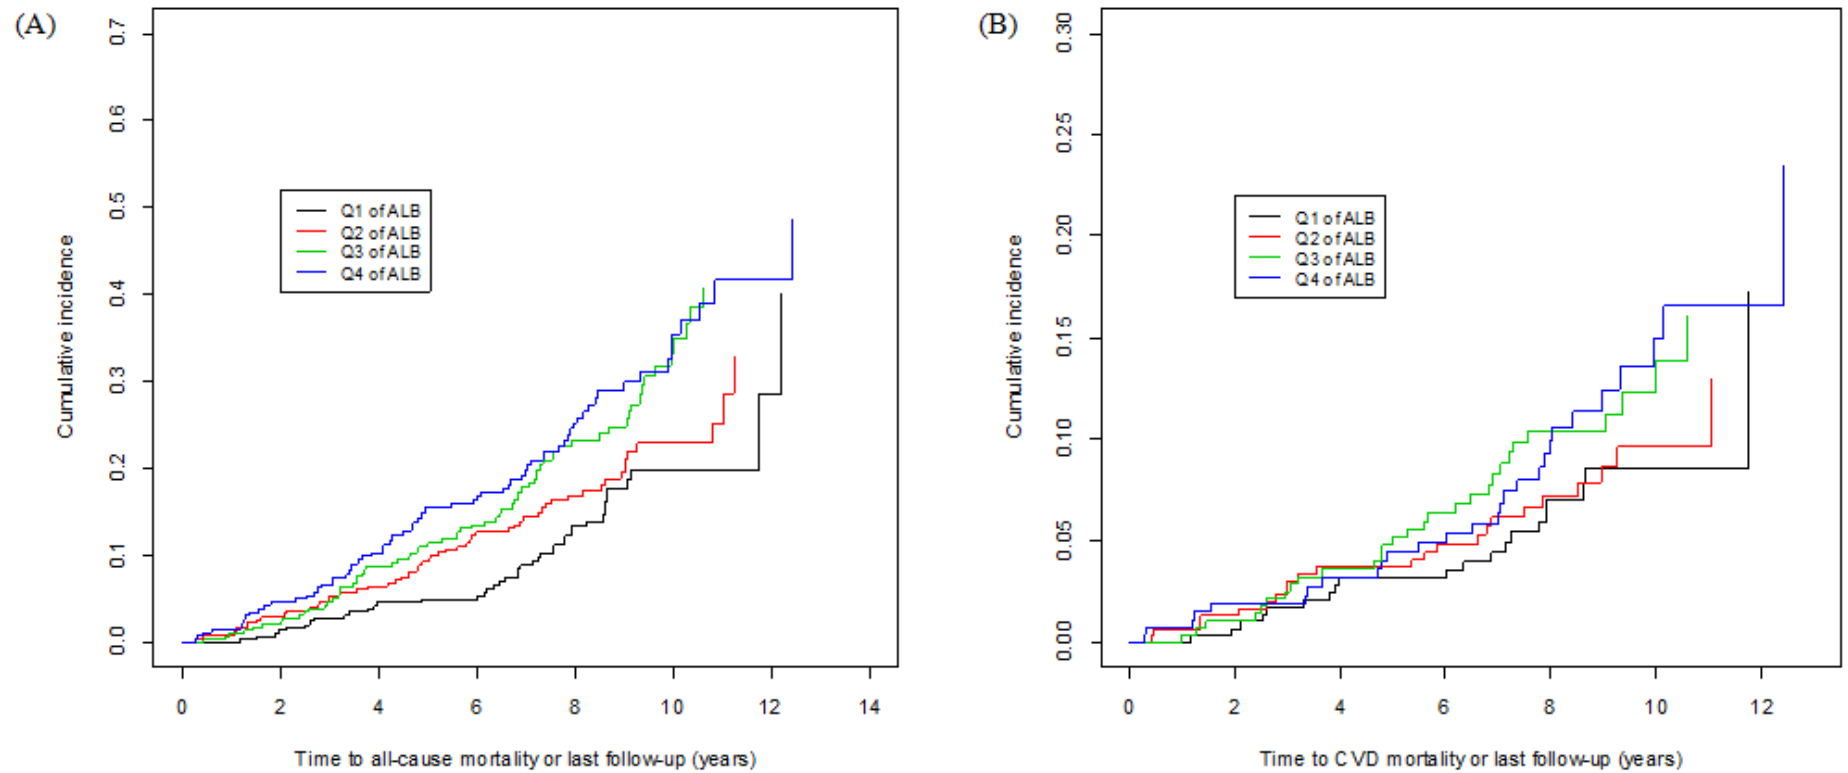 (A)
Cumulative incidence
0.0 0.1 0.2 0.3 0.4 0.5 0.6 0.7
Q1 of ALB
Q2 of ALB
Q3 of ALB
Q4 of ALB
0 2 4 6 8 10 12 14
Time to all-cause mortality or last follow-up (years)
(B)
Cumulative incidence
0.00 0.05 0.10 0.15 0.20 0.25 0.30
Q1 of ALB
Q2 of ALB
Q3 of ALB
Q4 of ALB
0 2 4 6 8 10 12
Time to CVD mortality or last follow-up (years)